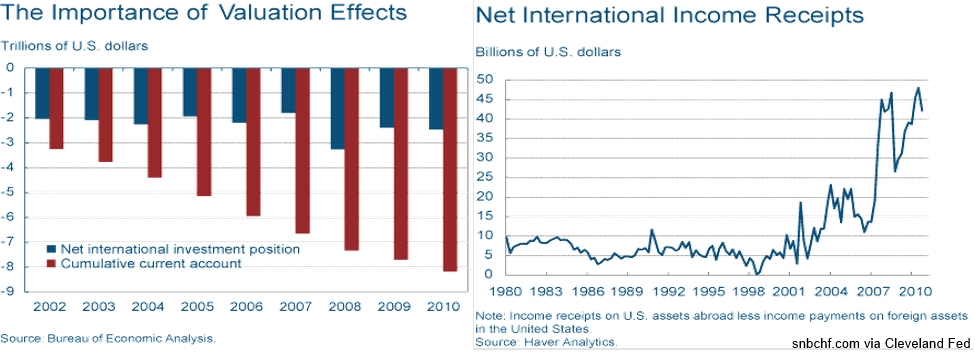 The Importance of Valuation Effects
Trillions of U.S. dollars
0
-1
-2
-3
-4
-5
-6
-7
-8
-9
Net international investment position
Cumulative current account
2002 2003 2004 2005 2006 2007 2008 2009 2010
Source: Bureau of Economic Analysis.
Net International Income Receipts
Billions of U.S. dollars
50
45
40
35
30
25
20
15
10
5
0
1980 1983 1986 1989 1992 1995 1998 2001 2004 2007 2010
Note: Income receipts on U.S. assets abroad less income payments on foreign assets
in the United States.
Source: Haver Analytics.
snbchf.com via Cleveland Fed